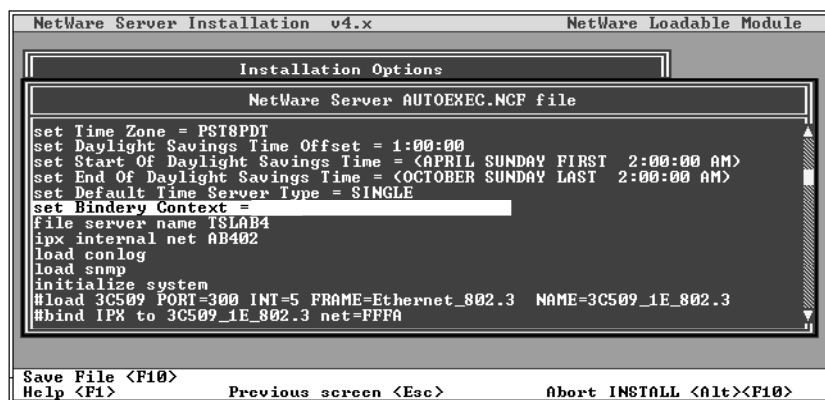 NetWare Server Installation v4.x NetWare Loadable Module
Installation Options
NetWare Server AUTOEXEC.NCF file
set Time Zone = PST8PDT
set Daylight Savings Time Offset = 1:00:00
set Start Of Daylight Savings Time = (APRIL SUNDAY FIRST 2:00:00 AM)
set End Of Daylight Savings Time = (OCTOBER SUNDAY LAST 2:00:00 AM)
set Default Time Server Type = SINGLE
set Bindery Context =
file server name TSLAB4
ipx internal net AB402
load conlog
load snmp
initialize system
#load 3C509 PORT=300 INT=5 FRAME=Ethernet_802.3 NAME=3C509_1E_802.3
#bind IPX to 3C509_1E_802.3 net=FFFA
Save File <F10>
Help <F1> Previous screen <Esc> Abort INSTALL <Alt><F10>